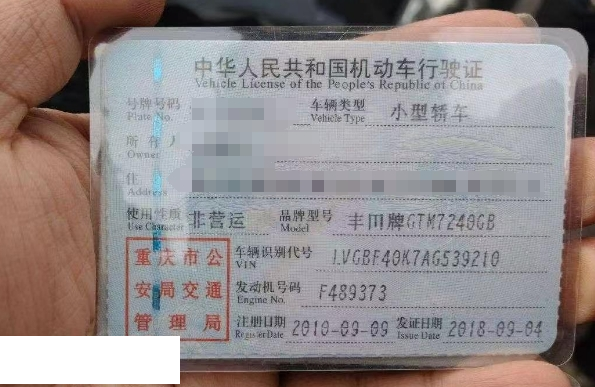 中华人民共和国机动车行驶证
Vehicle License of the People's Republic of China
号牌号码 车辆类型 小型轿车
Plate No. Vehicle Type
所有人
Owner
住
Address
使用性质 非营运 品牌型号 丰田牌GTM7240GB
Use Character Model
重庆市公安局交通管理局
车辆识别代号 LVGBF40K7AG539210
VIN
发动机号码 F489373
Engine No.
注册日期 2010-09-09 发证日期 2018-09-04
Register Date Issue Date